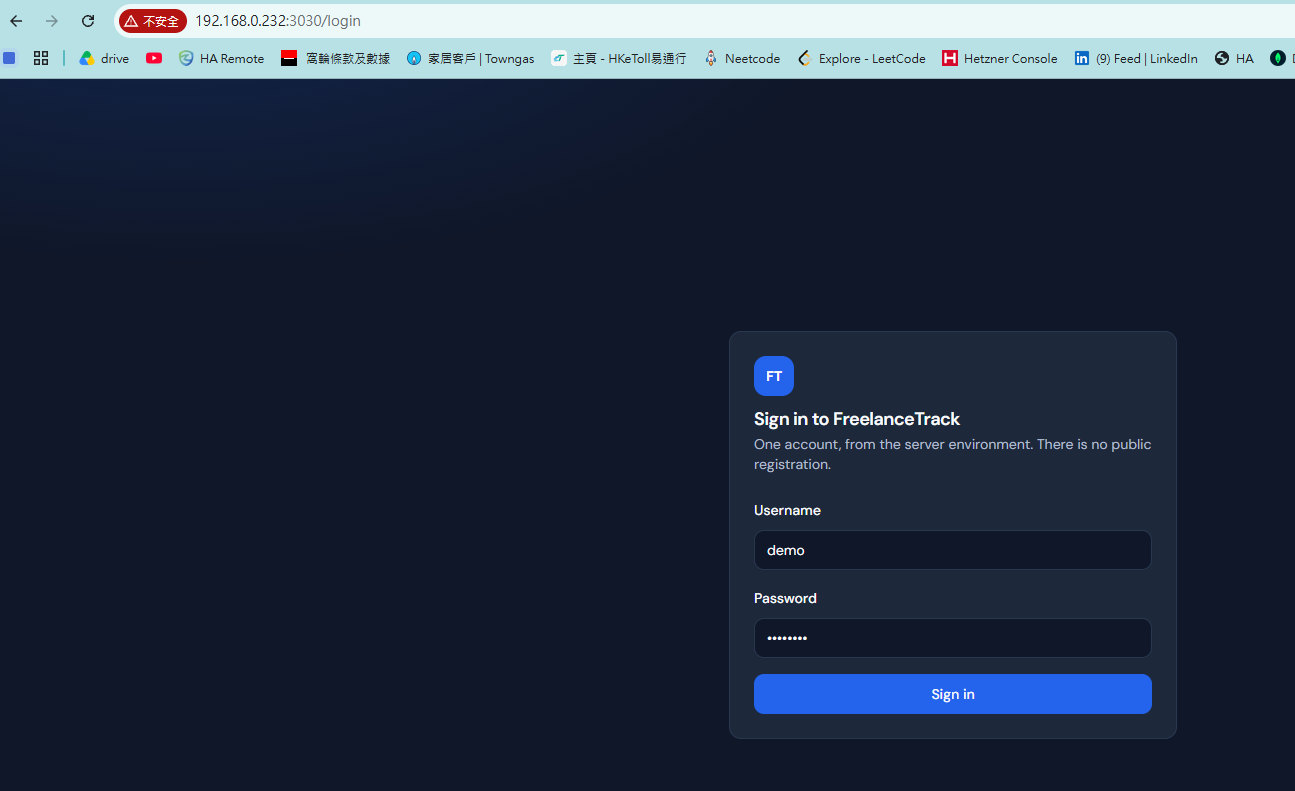 不安全 192.168.0.232:3030/login
drive HA Remote 窩輪條款及數據 家居客戶 | Towngas 主頁 - HKeToll易通行 Neetcode Explore - LeetCode Hetzner Console (9) Feed | LinkedIn HA
FT
Sign in to FreelanceTrack
One account, from the server environment. There is no public
registration.
Username
demo
Password
••••••••
Sign in